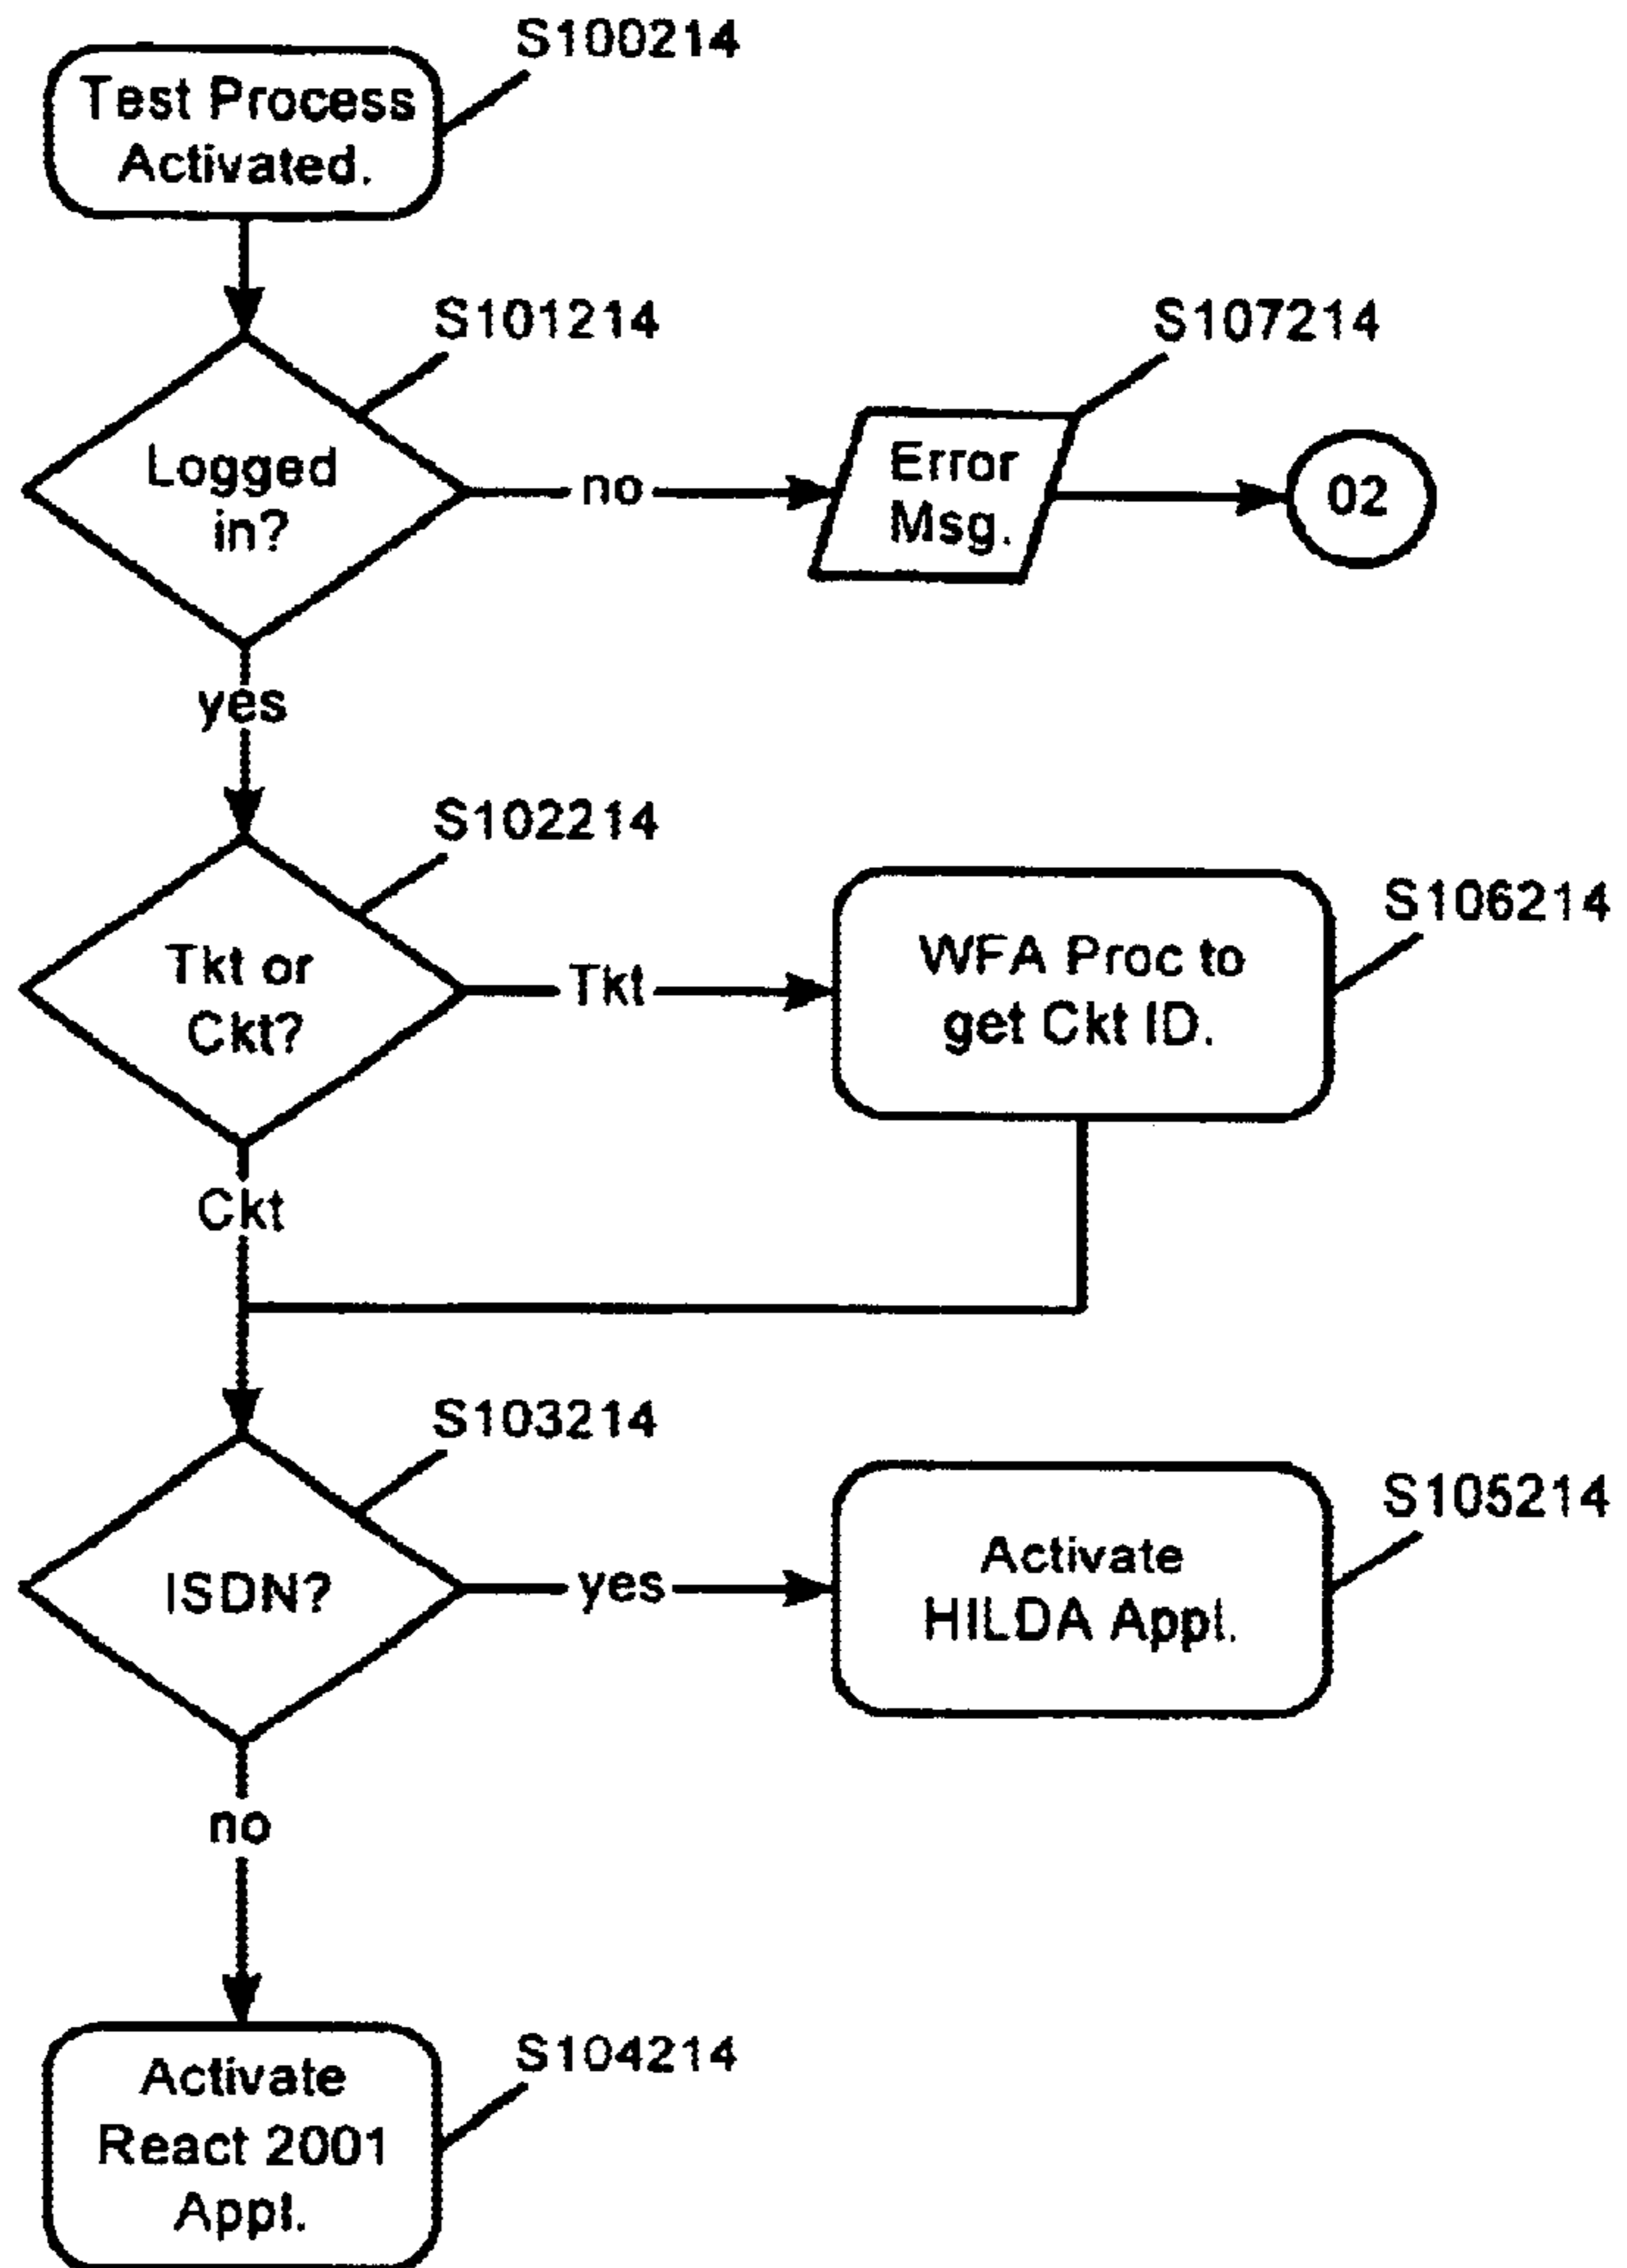 S100214
Test Process
Activated.
S101214
S107214
Logged
in?
no
Error
Msg.
02
yes
S102214
S106214
Tkt or
Ckt?
Tkt
WFA Proc to
get Ckt ID.
Ckt
S103214
S105214
ISDN?
yes
Activate
HILDA Appl.
no
S104214
Activate
React 2001
Appl.